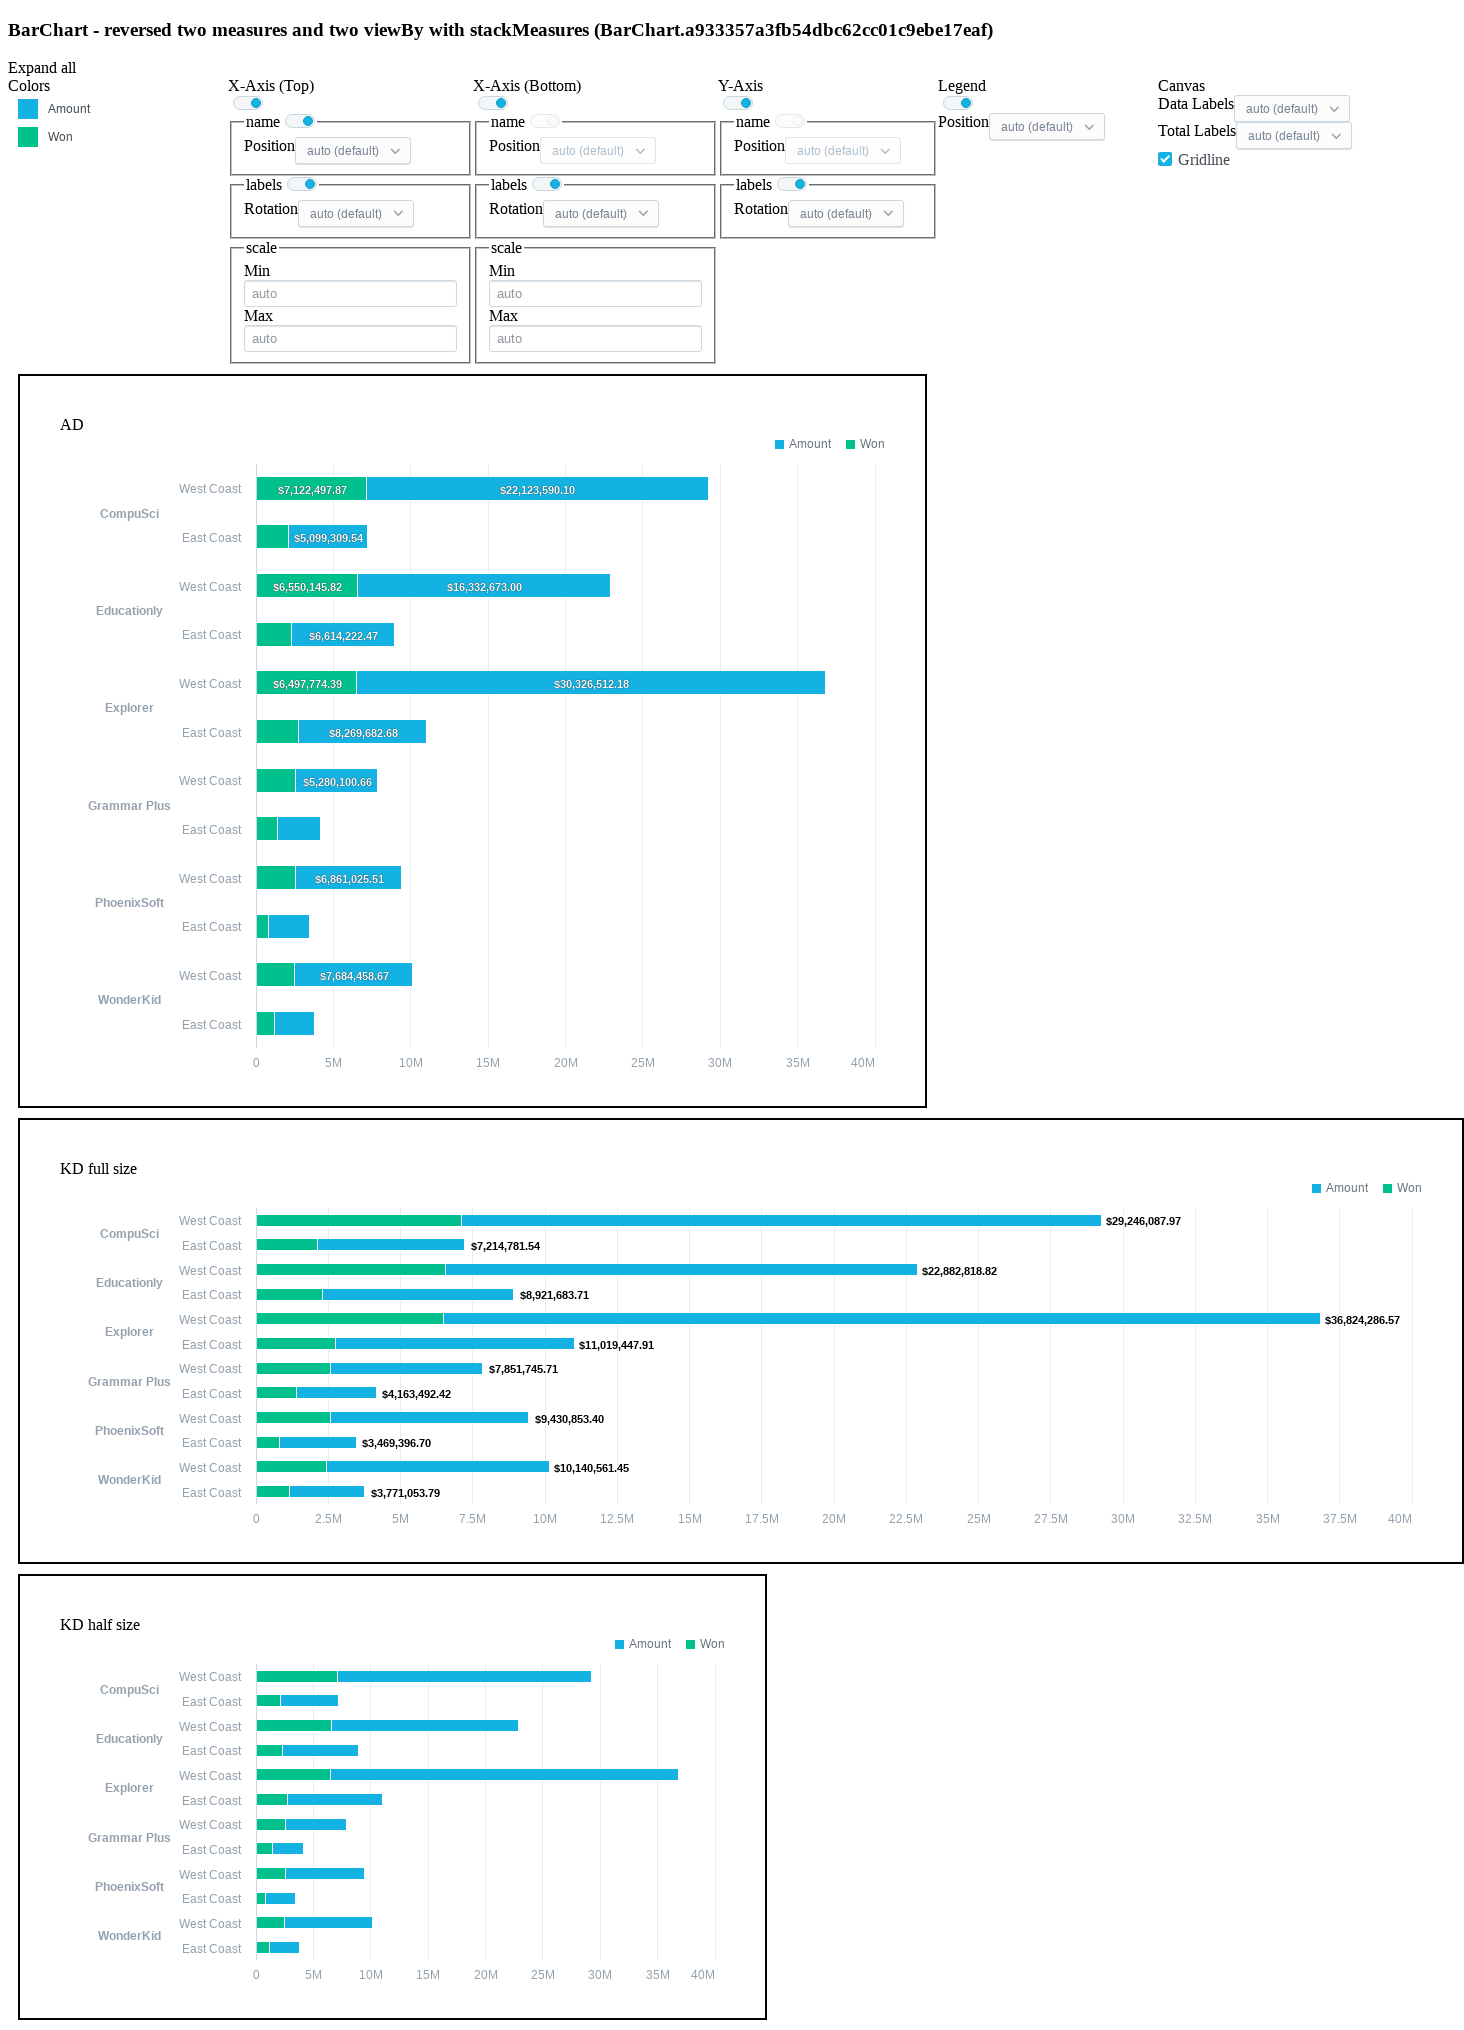 BarChart - reversed two measures and two viewBy with stackMeasures (BarChart.a933357a3fb54dbc62cc01c9ebe17eaf)
Expand all
Colors
Amount
Won
X-Axis (Top)
name
Position auto (default)
labels
Rotation auto (default)
scale
Min
auto
Max
auto
X-Axis (Bottom)
name
Position auto (default)
labels
Rotation auto (default)
scale
Min
auto
Max
auto
Y-Axis
name
Position auto (default)
labels
Rotation auto (default)
Legend
Position auto (default)
Canvas
Data Labels auto (default)
Total Labels auto (default)
Gridline
AD
Amount Won
CompuSci
West Coast $7,122,497.87 $22,123,590.10
East Coast $5,099,309.54
Educationly
West Coast $6,550,145.82 $16,332,673.00
East Coast $6,614,222.47
Explorer
West Coast $6,497,774.39 $30,326,512.18
East Coast $8,269,682.68
Grammar Plus
West Coast $5,280,100.66
East Coast
PhoenixSoft
West Coast $6,861,025.51
East Coast
WonderKid
West Coast $7,684,458.67
East Coast
0 5M 10M 15M 20M 25M 30M 35M 40M
KD full size
Amount Won
CompuSci
West Coast $29,246,087.97
East Coast $7,214,781.54
Educationly
West Coast $22,882,818.82
East Coast $8,921,683.71
Explorer
West Coast $36,824,286.57
East Coast $11,019,447.91
Grammar Plus
West Coast $7,851,745.71
East Coast $4,163,492.42
PhoenixSoft
West Coast $9,430,853.40
East Coast $3,469,396.70
WonderKid
West Coast $10,140,561.45
East Coast $3,771,053.79
0 2.5M 5M 7.5M 10M 12.5M 15M 17.5M 20M 22.5M 25M 27.5M 30M 32.5M 35M 37.5M 40M
KD half size
Amount Won
CompuSci
West Coast
East Coast
Educationly
West Coast
East Coast
Explorer
West Coast
East Coast
Grammar Plus
West Coast
East Coast
PhoenixSoft
West Coast
East Coast
WonderKid
West Coast
East Coast
0 5M 10M 15M 20M 25M 30M 35M 40M